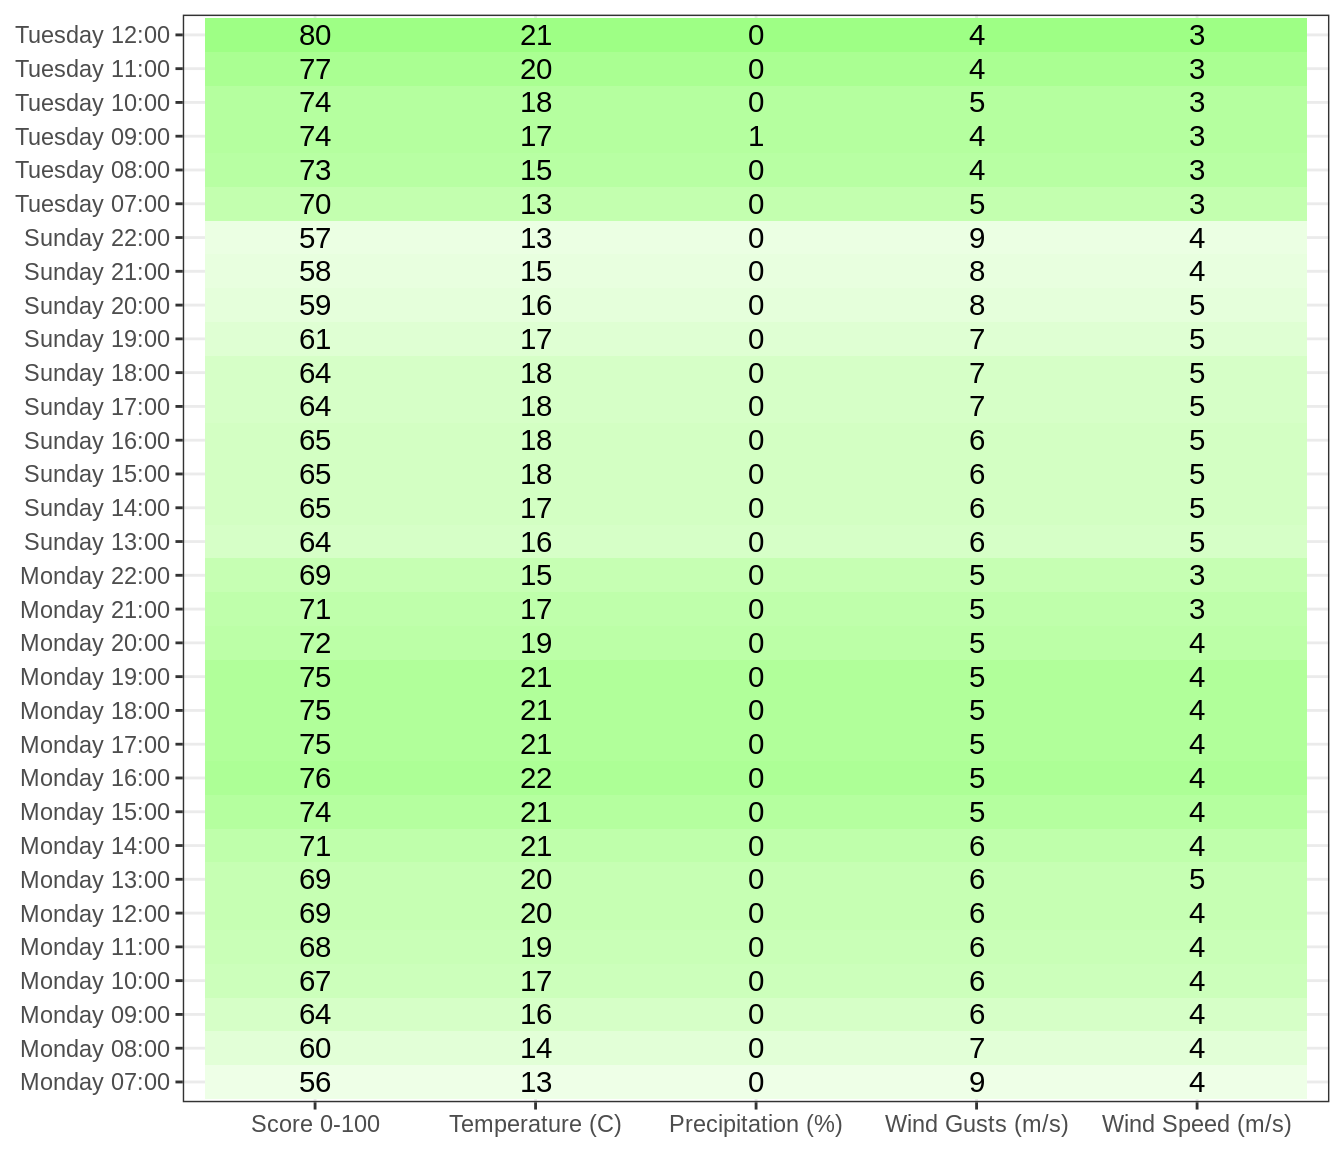 Tuesday 12:00 80 21 0 4 3
Tuesday 11:00 77 20 0 4 3
Tuesday 10:00 74 18 0 5 3
Tuesday 09:00 74 17 1 4 3
Tuesday 08:00 73 15 0 4 3
Tuesday 07:00 70 13 0 5 3
Sunday 22:00 57 13 0 9 4
Sunday 21:00 58 15 0 8 4
Sunday 20:00 59 16 0 8 5
Sunday 19:00 61 17 0 7 5
Sunday 18:00 64 18 0 7 5
Sunday 17:00 64 18 0 7 5
Sunday 16:00 65 18 0 6 5
Sunday 15:00 65 18 0 6 5
Sunday 14:00 65 17 0 6 5
Sunday 13:00 64 16 0 6 5
Monday 22:00 69 15 0 5 3
Monday 21:00 71 17 0 5 3
Monday 20:00 72 19 0 5 4
Monday 19:00 75 21 0 5 4
Monday 18:00 75 21 0 5 4
Monday 17:00 75 21 0 5 4
Monday 16:00 76 22 0 5 4
Monday 15:00 74 21 0 5 4
Monday 14:00 71 21 0 6 4
Monday 13:00 69 20 0 6 5
Monday 12:00 69 20 0 6 4
Monday 11:00 68 19 0 6 4
Monday 10:00 67 17 0 6 4
Monday 09:00 64 16 0 6 4
Monday 08:00 60 14 0 7 4
Monday 07:00 56 13 0 9 4
Score 0-100 Temperature (C) Precipitation (%) Wind Gusts (m/s) Wind Speed (m/s)